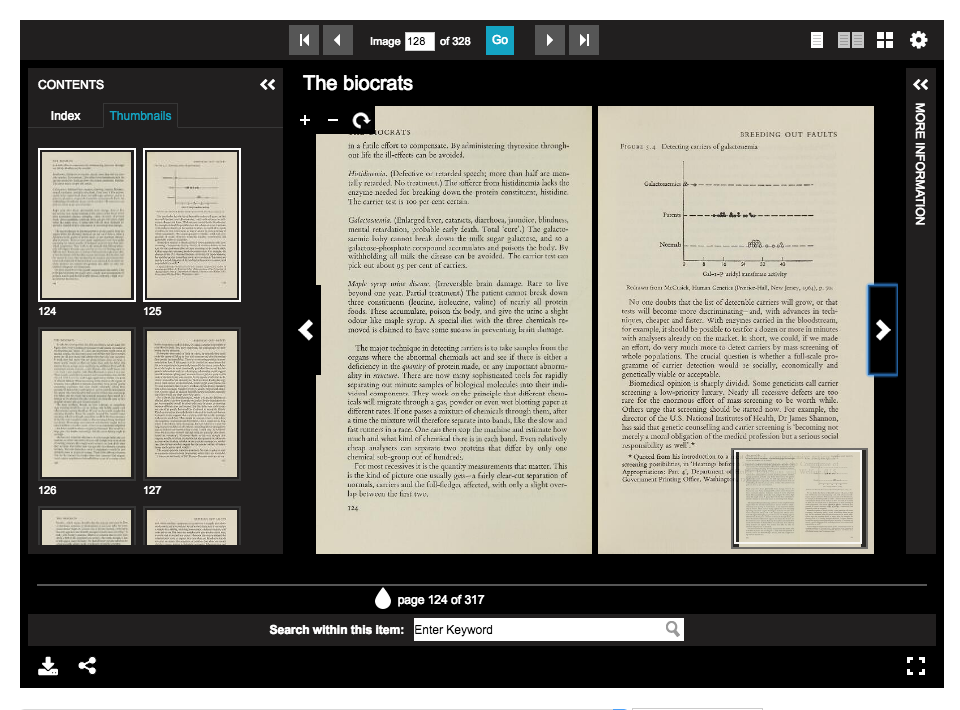 Image 128 of 328 Go
CONTENTS
Index Thumbnails
124 125
126 127
The biocrats
BIOCRATS
in a futile effort to compensate. By administering thyroxine through-
out life the ill-effects can be avoided.
Histidinemia. (Defective or retarded speech; more than half are men-
tally retarded. No treatment.) The sufferer from histidinemia lacks the
enzyme needed for breaking down the protein constituent, histidine.
The carrier test is 100 per cent certain.
Galactosemia. (Enlarged liver, cataracts, diarrhoea, jaundice, blindness,
mental retardation, probable early death. Total 'cure'.) The galacto-
saemia baby cannot break down the milk sugar galactose, and so a
galactose-phosphate compound accumulates and poisons the body. By
withholding all milk the disease can be avoided. The carrier test can
pick out about 95 per cent of carriers.
Maple syrup urine disease. (Irreversible brain damage. Rare to live
beyond one year. Partial treatment.) The patient cannot break down
three constituents (leucine, isoleucine, valine) of nearly all protein
foods. These accumulate, poison the body, and give the urine a slight
odour like maple syrup. A special diet with the three chemicals re-
moved is claimed to have some success in preventing brain damage.
The major technique in detecting carriers is to take samples from the
organs where the abnormal chemicals act and see if there is either a
deficiency in the quantity of protein made, or any important abnorm-
ality in structure. There are now many sophisticated tools for rapidly
separating out minute samples of biological molecules into their indi-
vidual components. They work on the principle that different chem-
icals will migrate through a gas, powder or even wet blotting paper at
different rates. If one passes a mixture of chemicals through them, after
a time the mixture will therefore separate into bands, like the slow and
fast runners in a race. One can then stop the machine and estimate how
much and what kind of chemical there is in each band. Even relatively
cheap analysers can separate two proteins that differ by only one
chemical sub-group out of hundreds.
For most recessives it is the quantity measurements that matter. This
is the kind of picture one usually gets—a fairly clear-cut separation of
normals, carriers and the full-fledged affected, with only a slight over-
lap between the first two.
124
BREEDING OUT FAULTS
FIGURE 5.4 Detecting carriers of galactosemia
Galactosemics
Parents
Normals
Gal-1-P uridyl transferase activity
Redrawn from McCusick, Human Genetics (Prentice-Hall, New Jersey, 1964), p.
No one doubts that the list of detectable carriers will grow, or that
tests will become more discriminating—and, with advances in tech-
niques, cheaper and faster. With enzymes carried in the bloodstream,
for example, it should be possible to test for a dozen or more in minutes
with analysers already on the market. In short, we could, if we made
an effort, do very much more to detect carriers by mass screening of
whole populations. The crucial question is whether a full-scale pro-
gramme of carrier detection would be socially, economically and
genetically viable or acceptable.
Biomedical opinion is sharply divided. Some geneticists call carrier
screening a low-priority luxury. Nearly all recessive defects are too
rare for the enormous effort of mass screening to be worth while.
Others urge that screening should be started now. For example, the
director of the US National Institutes of Health, Dr James Shannon,
has said that genetic counselling and carrier screening is 'becoming not
merely a moral obligation of the medical profession but a serious social
responsibility as well'.*
* Quoted from his introduction to a
screening possibilities, in 'Hearings before
Appropriations: Part 4', Department of
Government Printing Office, Washington
MORE INFORMATION
page 124 of 317
Search within this item: Enter Keyword